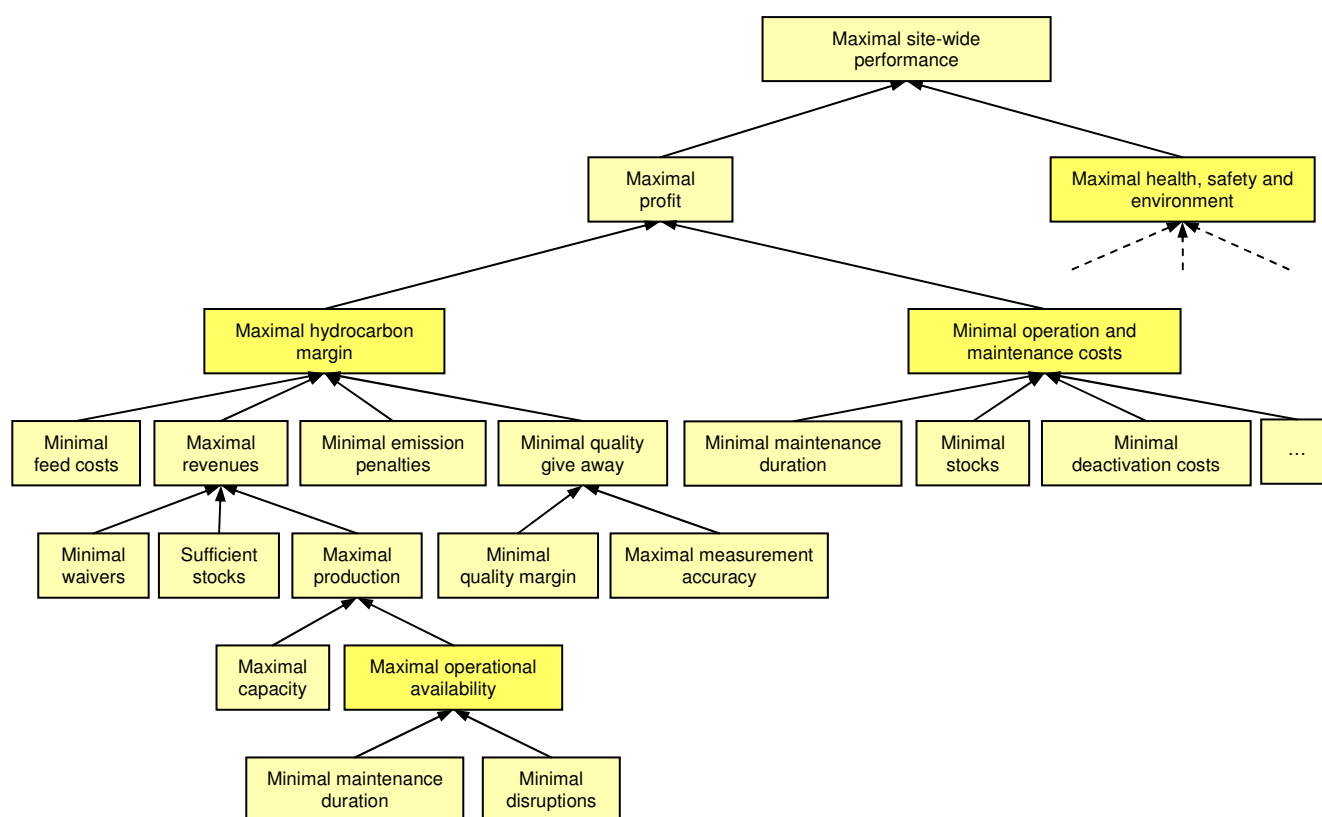 Maximal site-wide
performance
Maximal
profit
Maximal health, safety and
environment
Maximal hydrocarbon
margin
Minimal operation and
maintenance costs
Minimal
feed costs
Maximal
revenues
Minimal emission
penalties
Minimal quality
give away
Minimal maintenance
duration
Minimal
stocks
Minimal
deactivation costs
...
Minimal
waivers
Sufficient
stocks
Maximal
production
Minimal
quality margin
Maximal measurement
accuracy
Maximal
capacity
Maximal operational
availability
Minimal maintenance
duration
Minimal
disruptions